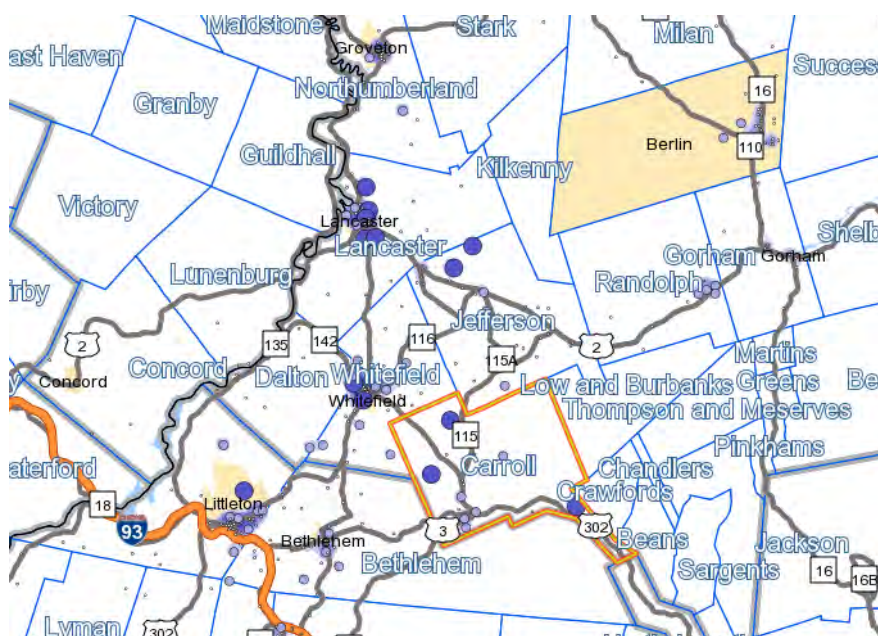 Maidstone
Stark
Milan
ast Haven
Groveton
Succes
16
Northumberland
Granby
110
Berlin
Guildhall
Kilkenny
Victory
Lancaster
Lancaster
Shelb
Gorham
Gorham
Lunenburg
Randolph
irby
2
135
142
116
Jefferson
2
115A
Martins
Concord
Dalton
Whitefield
Low and Burbanks
Greens
Be
Concord
Whitefield
Thompson and Meserves
115
Pinkhams
aterford
Carroll
Chandlers
Crawfords
18
Littleton
93
3
302
Bethlehem
Beans
Bethlehem
Jackson
Sargents
16
16B
Lyman
302